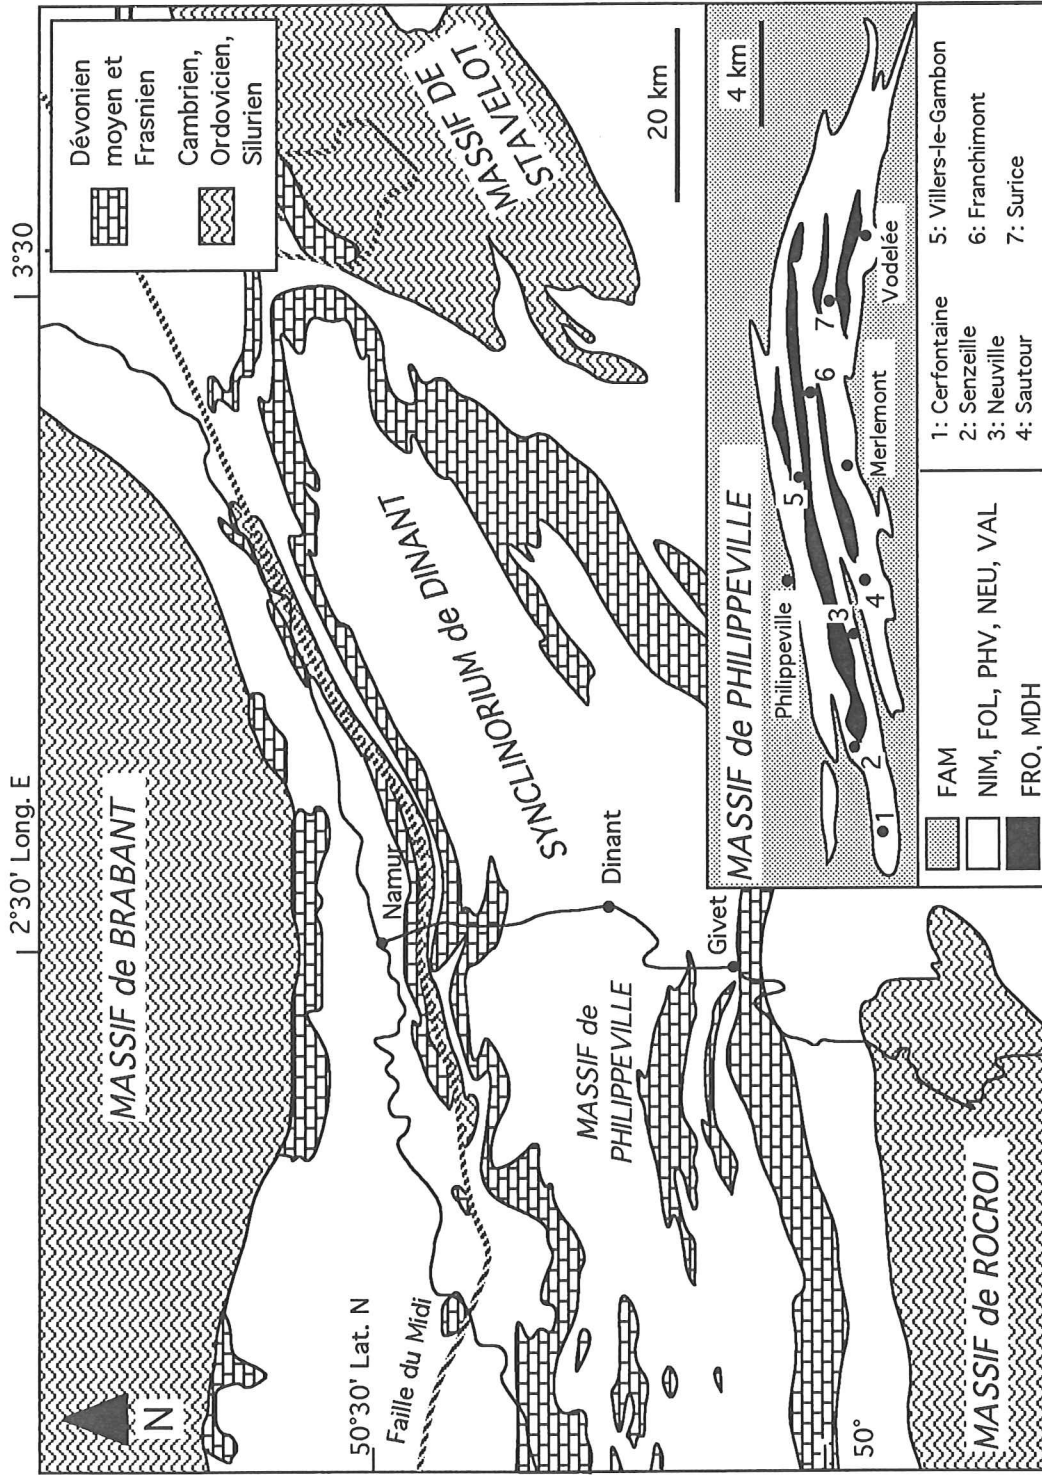 2°30' Long. E
3°30
N
MASSIF de BRABANT
Dévonien
moyen et
Frasnien
Cambrien,
Ordovicien,
Silurien
MASSIF DE
STAVELOT
50°30' Lat. N
Faille du Midi
Namur
SYNCLINORIUM de DINANT
Dinant
20 km
MASSIF de
PHILIPPEVILLE
Givet
50°
MASSIF de ROCROI
MASSIF de PHILIPPEVILLE
4 km
Philippeville
5
3
6
7
2
4
1
Merlemont
Vodelée
FAM
NIM, FOL, PHV, NEU, VAL
FRO, MDH
1: Cerfontaine
2: Senzeille
3: Neuville
4: Sautour
5: Villers-le-Gambon
6: Franchimont
7: Surice